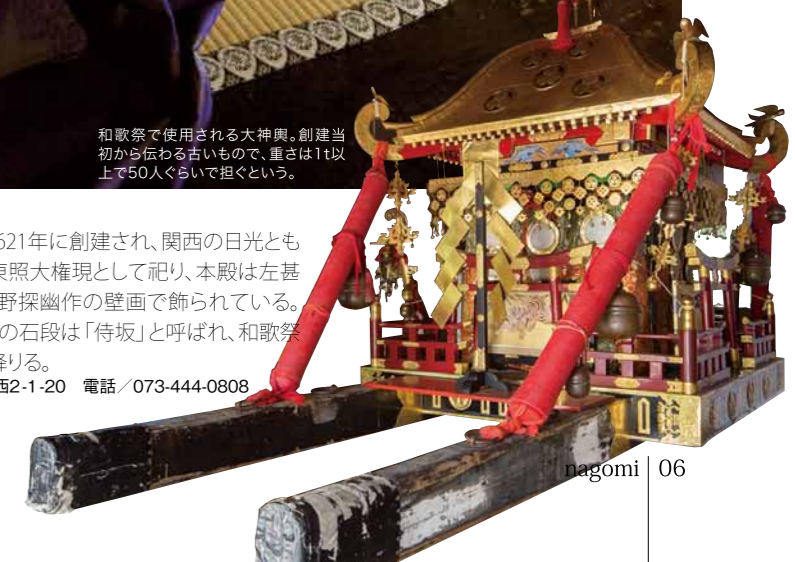 和歌祭で使用される大神輿。創建当
初から伝わる古いもので、重さは1t以
上で50人ぐらいで担ぐという。
621年に創建され、関西の日光とも
東照大権現として祀り、本殿は左甚
野探幽作の壁画で飾られている。
の石段は「侍坂」と呼ばれ、和歌祭
降りる。
西2-1-20 電話／073-444-0808
nagomi 06